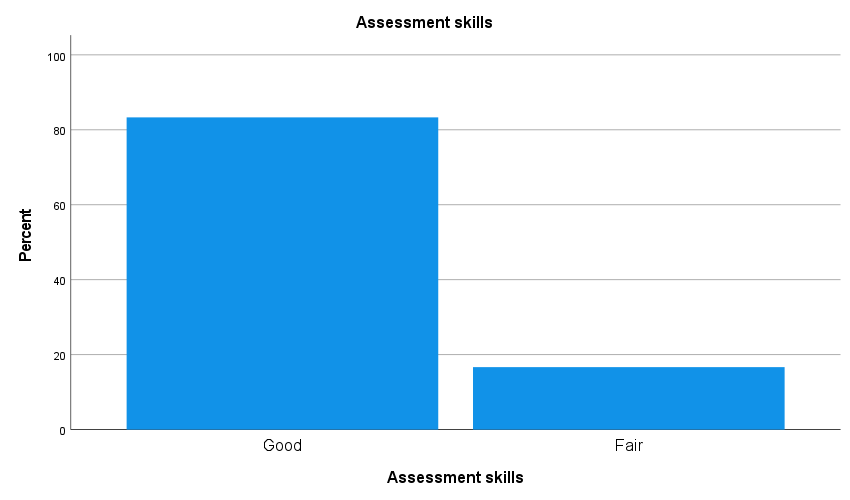 Assessment skills
100
80
60
40
20
0
Percent
Good Fair
Assessment skills